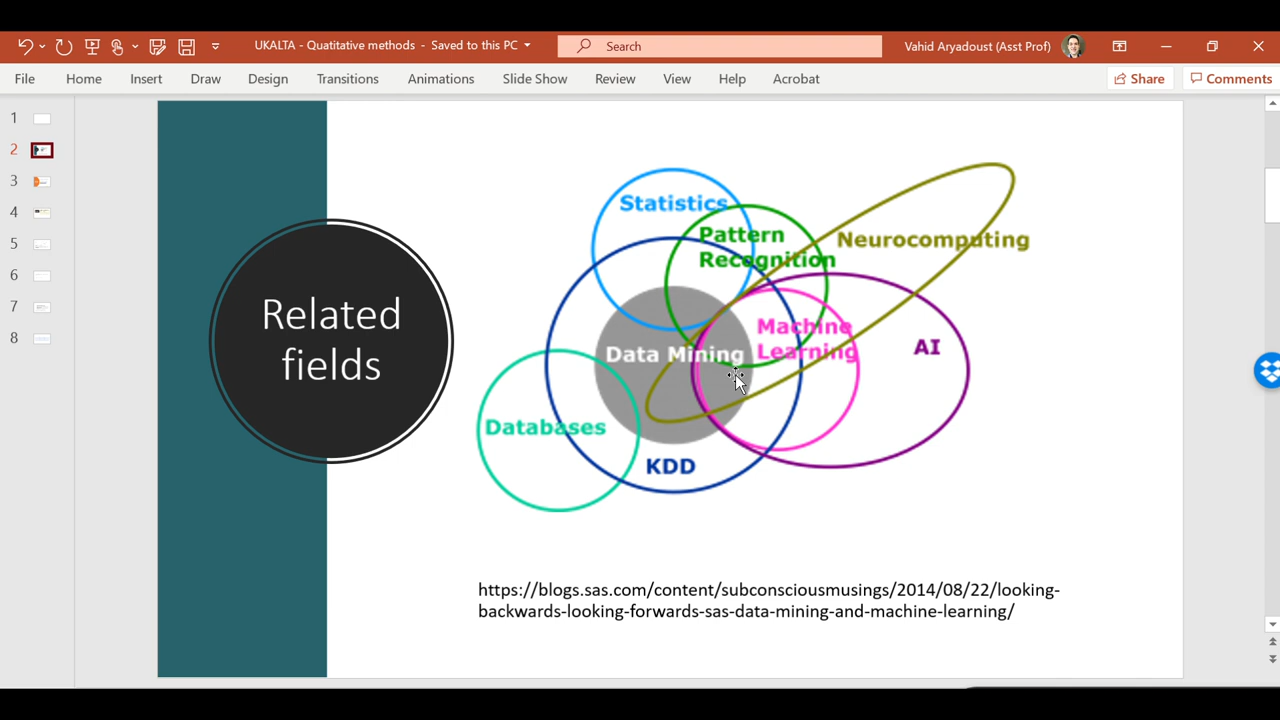 UKALTA - Quatitative methods - Saved to this PC
Search
Vahid Aryadoust (Asst Prof)
File Home Insert Draw Design Transitions Animations Slide Show Review View Help Acrobat Share Comments
1
2
3
4
5
6
7
8
Related
fields
Statistics
Pattern
Recognition
Neurocomputing
Machine
Learning
AI
Data Mining
Databases
KDD
https://blogs.sas.com/content/subconsciousmusings/2014/08/22/looking-
backwards-looking-forwards-sas-data-mining-and-machine-learning/